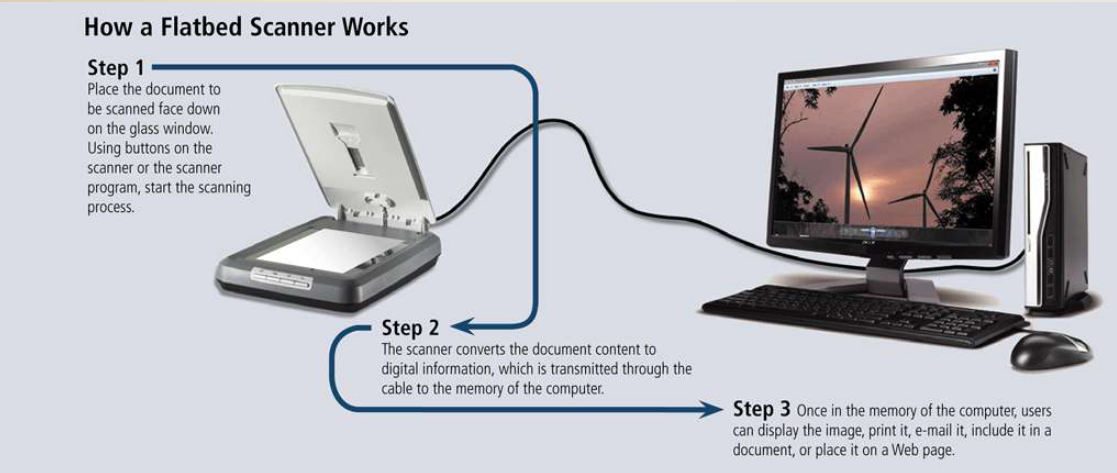 How a Flatbed Scanner Works
Step 1
Place the document to
be scanned face down
on the glass window.
Using buttons on the
scanner or the scanner
program, start the scanning
process.
Step 2
The scanner converts the document content to
digital information, which is transmitted through the
cable to the memory of the computer.
Step 3 Once in the memory of the computer, users
can display the image, print it, e-mail it, include it in a
document, or place it on a Web page.